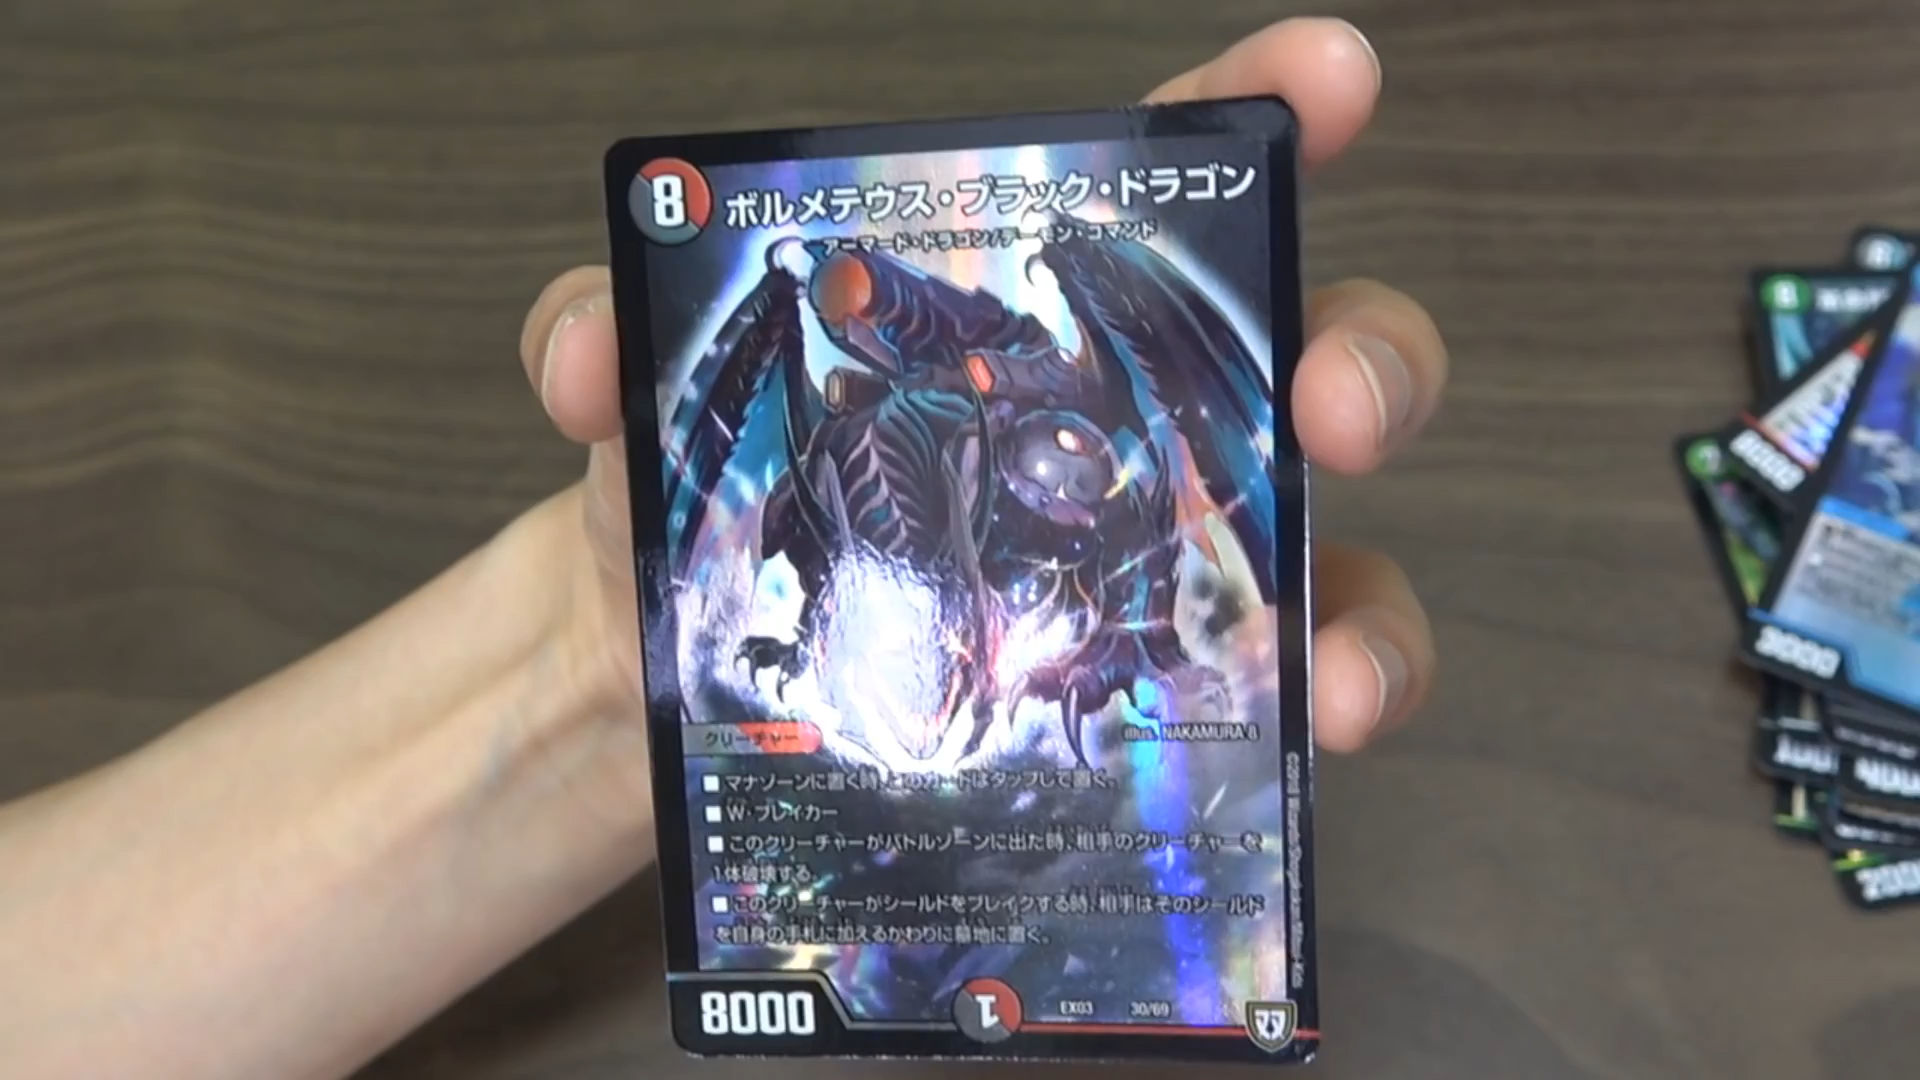 8
ボルメテウス・ブラック・ドラゴン
アーマード・ドラゴン/デーモン・コマンド
クリーチャー
illus. NAKAMURA 8
■マナゾーンに置く時、このカードはタップして置く。
■W・ブレイカー
■このクリーチャーがバトルゾーンに出た時、相手のクリーチャーを
1体破壊する。
■このクリーチャーがシールドをブレイクする時、相手はそのシールド
を自身の手札に加えるかわりに墓地に置く。
8000
1
EX03
30/69
8
3000
2000